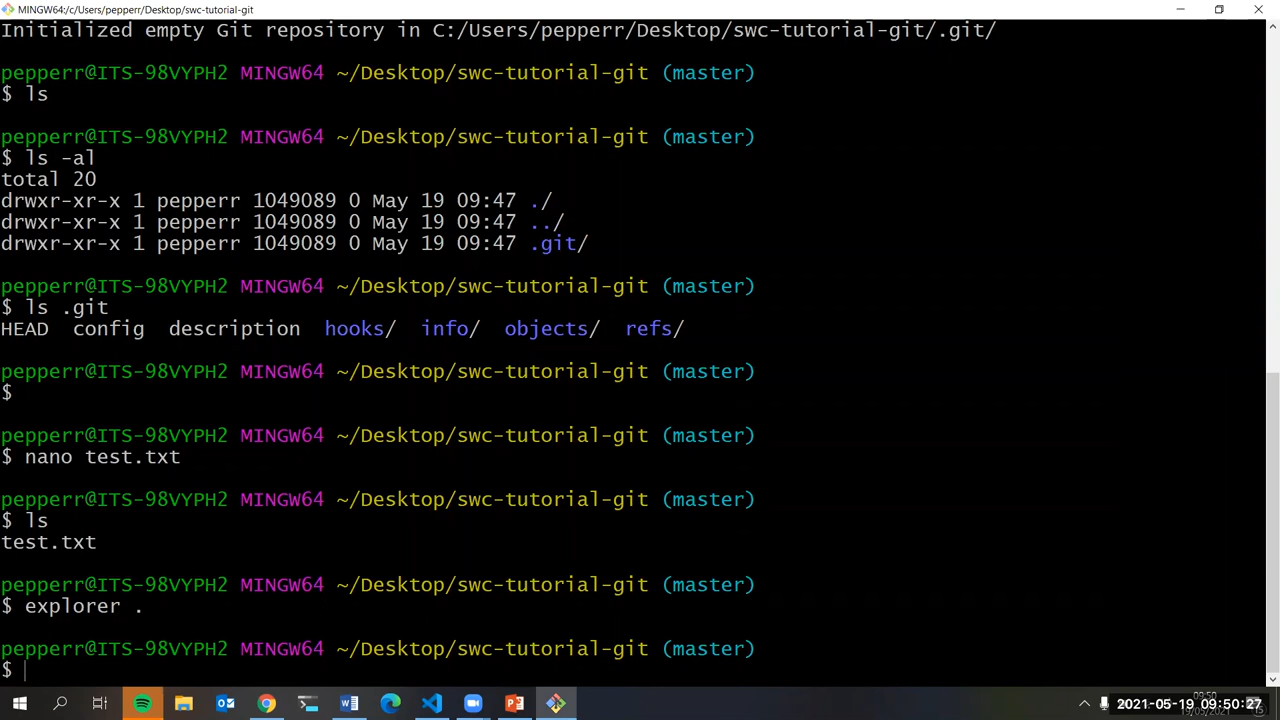 MINGW64:/c/Users/pepperr/Desktop/swc-tutorial-git
Initialized empty Git repository in C:/Users/pepperr/Desktop/swc-tutorial-git/.git/
pepperr@ITS-98VYPH2 MINGW64 ~/Desktop/swc-tutorial-git (master)
$ ls
pepperr@ITS-98VYPH2 MINGW64 ~/Desktop/swc-tutorial-git (master)
$ ls -al
total 20
drwxr-xr-x 1 pepperr 1049089 0 May 19 09:47 ./
drwxr-xr-x 1 pepperr 1049089 0 May 19 09:47 ../
drwxr-xr-x 1 pepperr 1049089 0 May 19 09:47 .git/
pepperr@ITS-98VYPH2 MINGW64 ~/Desktop/swc-tutorial-git (master)
$ ls .git
HEAD config description hooks/ info/ objects/ refs/
pepperr@ITS-98VYPH2 MINGW64 ~/Desktop/swc-tutorial-git (master)
$
pepperr@ITS-98VYPH2 MINGW64 ~/Desktop/swc-tutorial-git (master)
$ nano test.txt
pepperr@ITS-98VYPH2 MINGW64 ~/Desktop/swc-tutorial-git (master)
$ ls
test.txt
pepperr@ITS-98VYPH2 MINGW64 ~/Desktop/swc-tutorial-git (master)
$ explorer .
pepperr@ITS-98VYPH2 MINGW64 ~/Desktop/swc-tutorial-git (master)
$
09:50
2021-05-19 09:50:27